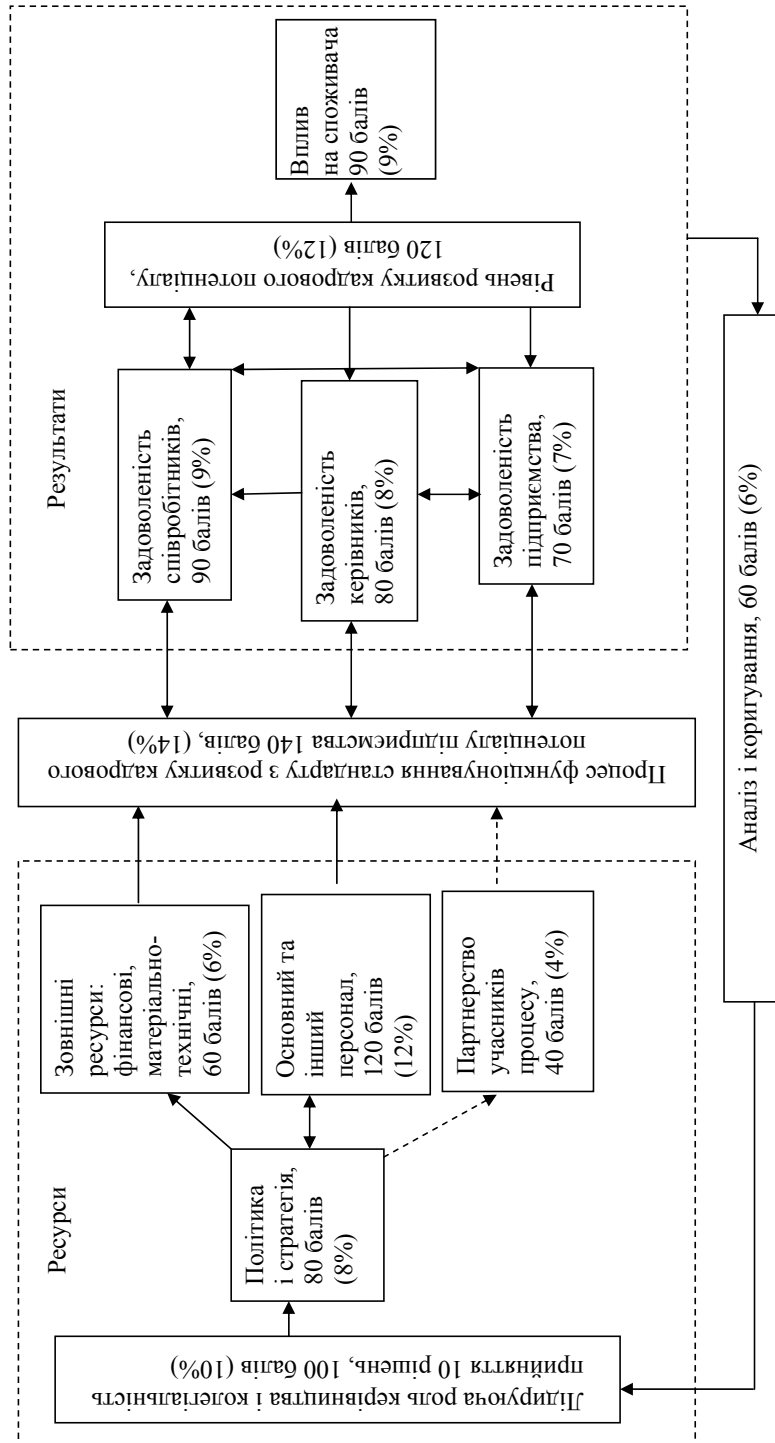 Ресурси
Лідируюча роль керівництва і колегіальність
прийняття 10 рішень, 100 балів (10%)
Політика
і стратегія,
80 балів
(8%)
Зовнішні
ресурси:
фінансові,
матеріально-
технічні,
60 балів (6%)
Основний та
інший
персонал,
120 балів
(12%)
Партнерство
учасників
процесу,
40 балів (4%)
Процес функціонування стандарту з розвитку кадрового
потенціалу підприємства 140 балів, (14%)
Результати
Задоволеність
співробітників,
90 балів (9%)
Задоволеність
керівників,
80 балів (8%)
Задоволеність
підприємства,
70 балів (7%)
Рівень розвитку кадрового потенціалу,
120 балів (12%)
Вплив
на споживача
90 балів
(9%)
Аналіз і коригування, 60 балів (6%)